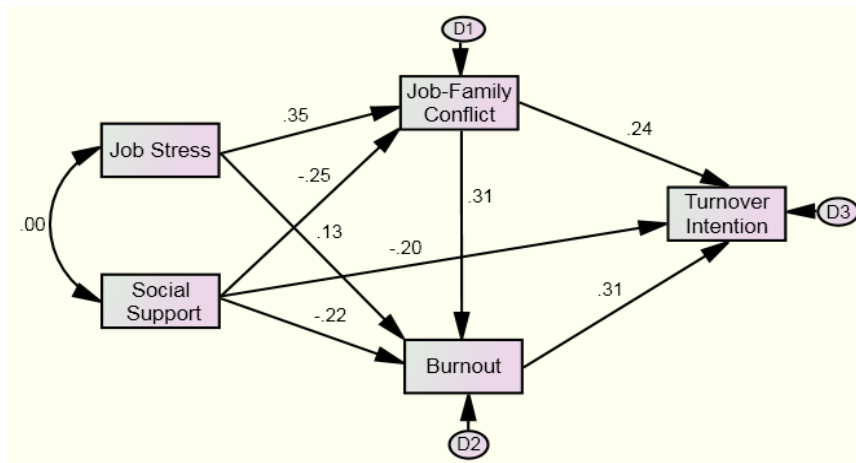 D1
Job-Family
Conflict
.35
.24
Job Stress
-.25
.31
Turnover
Intention
D3
.00
.13
-.20
Social
Support
-.22
.31
Burnout
D2